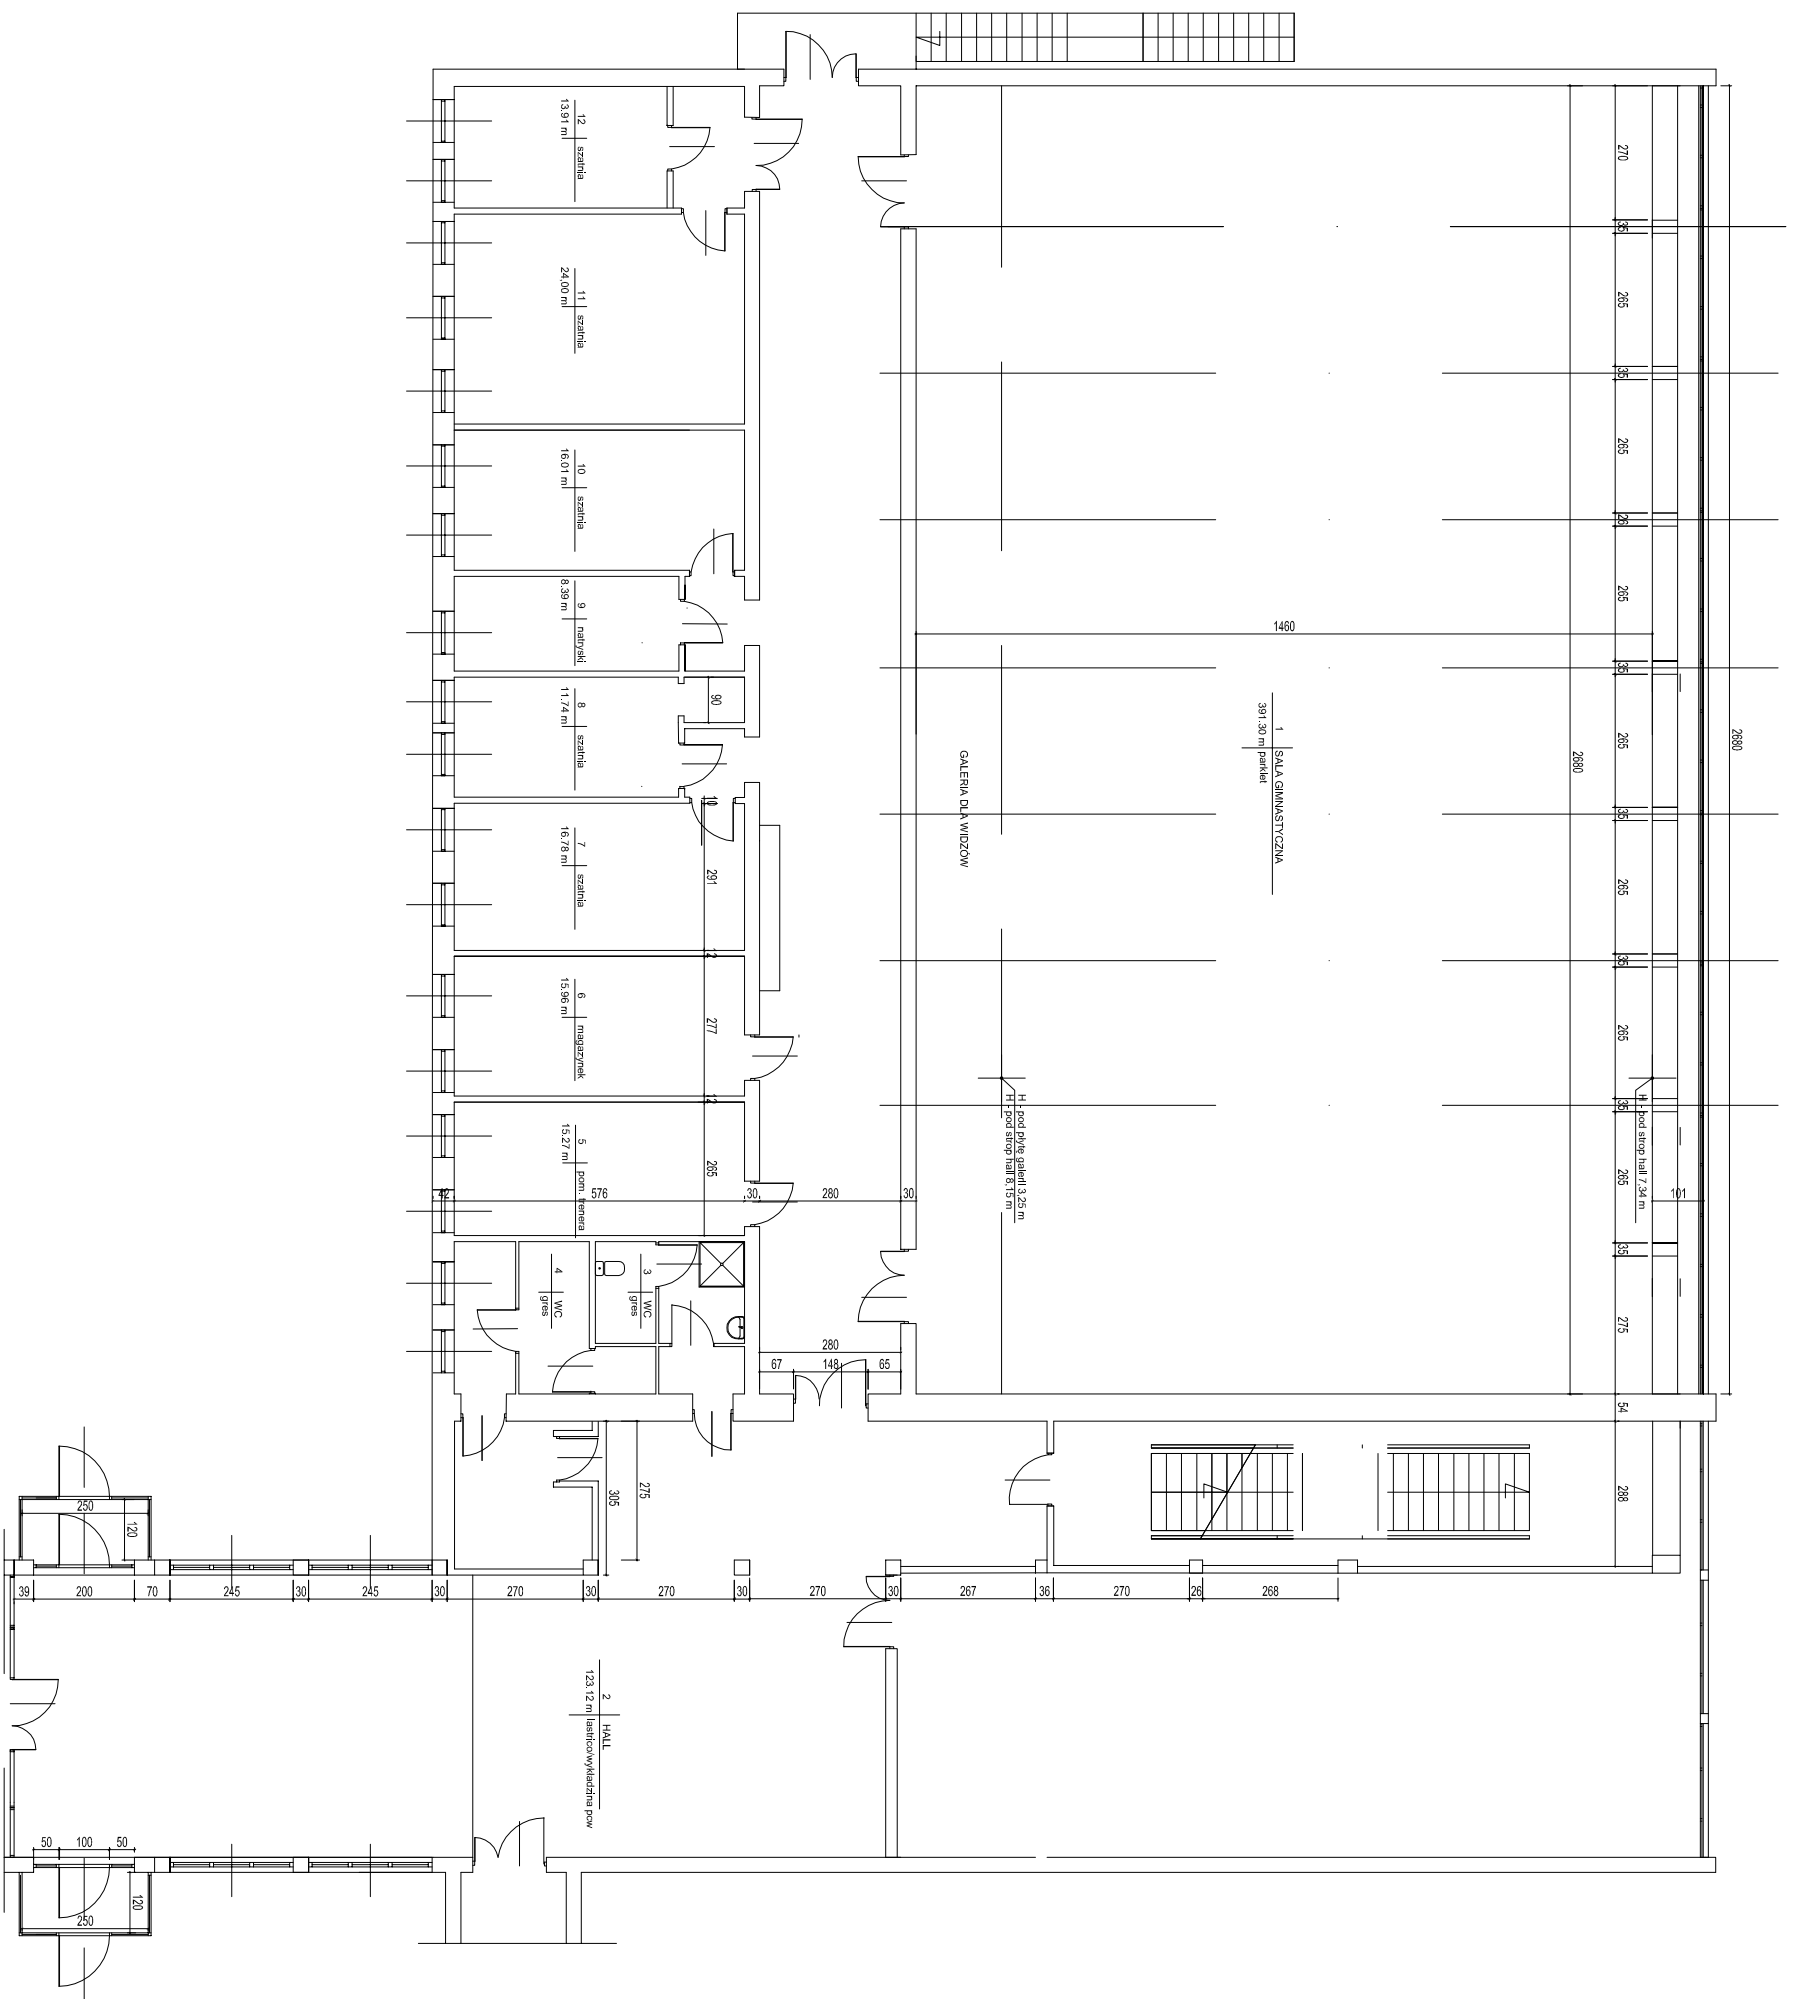 12 szatnia
13.91 m
11 szatnia
24,00 m
10 szatnia
16.01 m
9 natryski
8.39 m
8 szatnia
11.74 m
7 szatnia
16.78 m
6 magazynek
15.96 m
5 pom. trenera
15.27 m
4 WC
gres
3 WC
gres
1 SALA GIMNASTYCZNA
391.30 m parkiet
GALERIA DLA WIDZÓW
H - pod płytę galerii 3,25 m
H - pod strop hall 8,15 m
H - pod strop hall 7,34 m
2 HALL
123.12 m lastrico/wykładzina pcw
270
35
265
35
265
26
265
35
265
35
265
35
265
35
265
35
275
54
288
2680
2680
1460
101
90
10
291
12
277
12
265
42
576
30
280
30
280
67
148
65
275
305
250
120
39
200
70
245
30
245
30
270
30
270
30
270
30
267
36
270
26
268
50
100
50
120
250